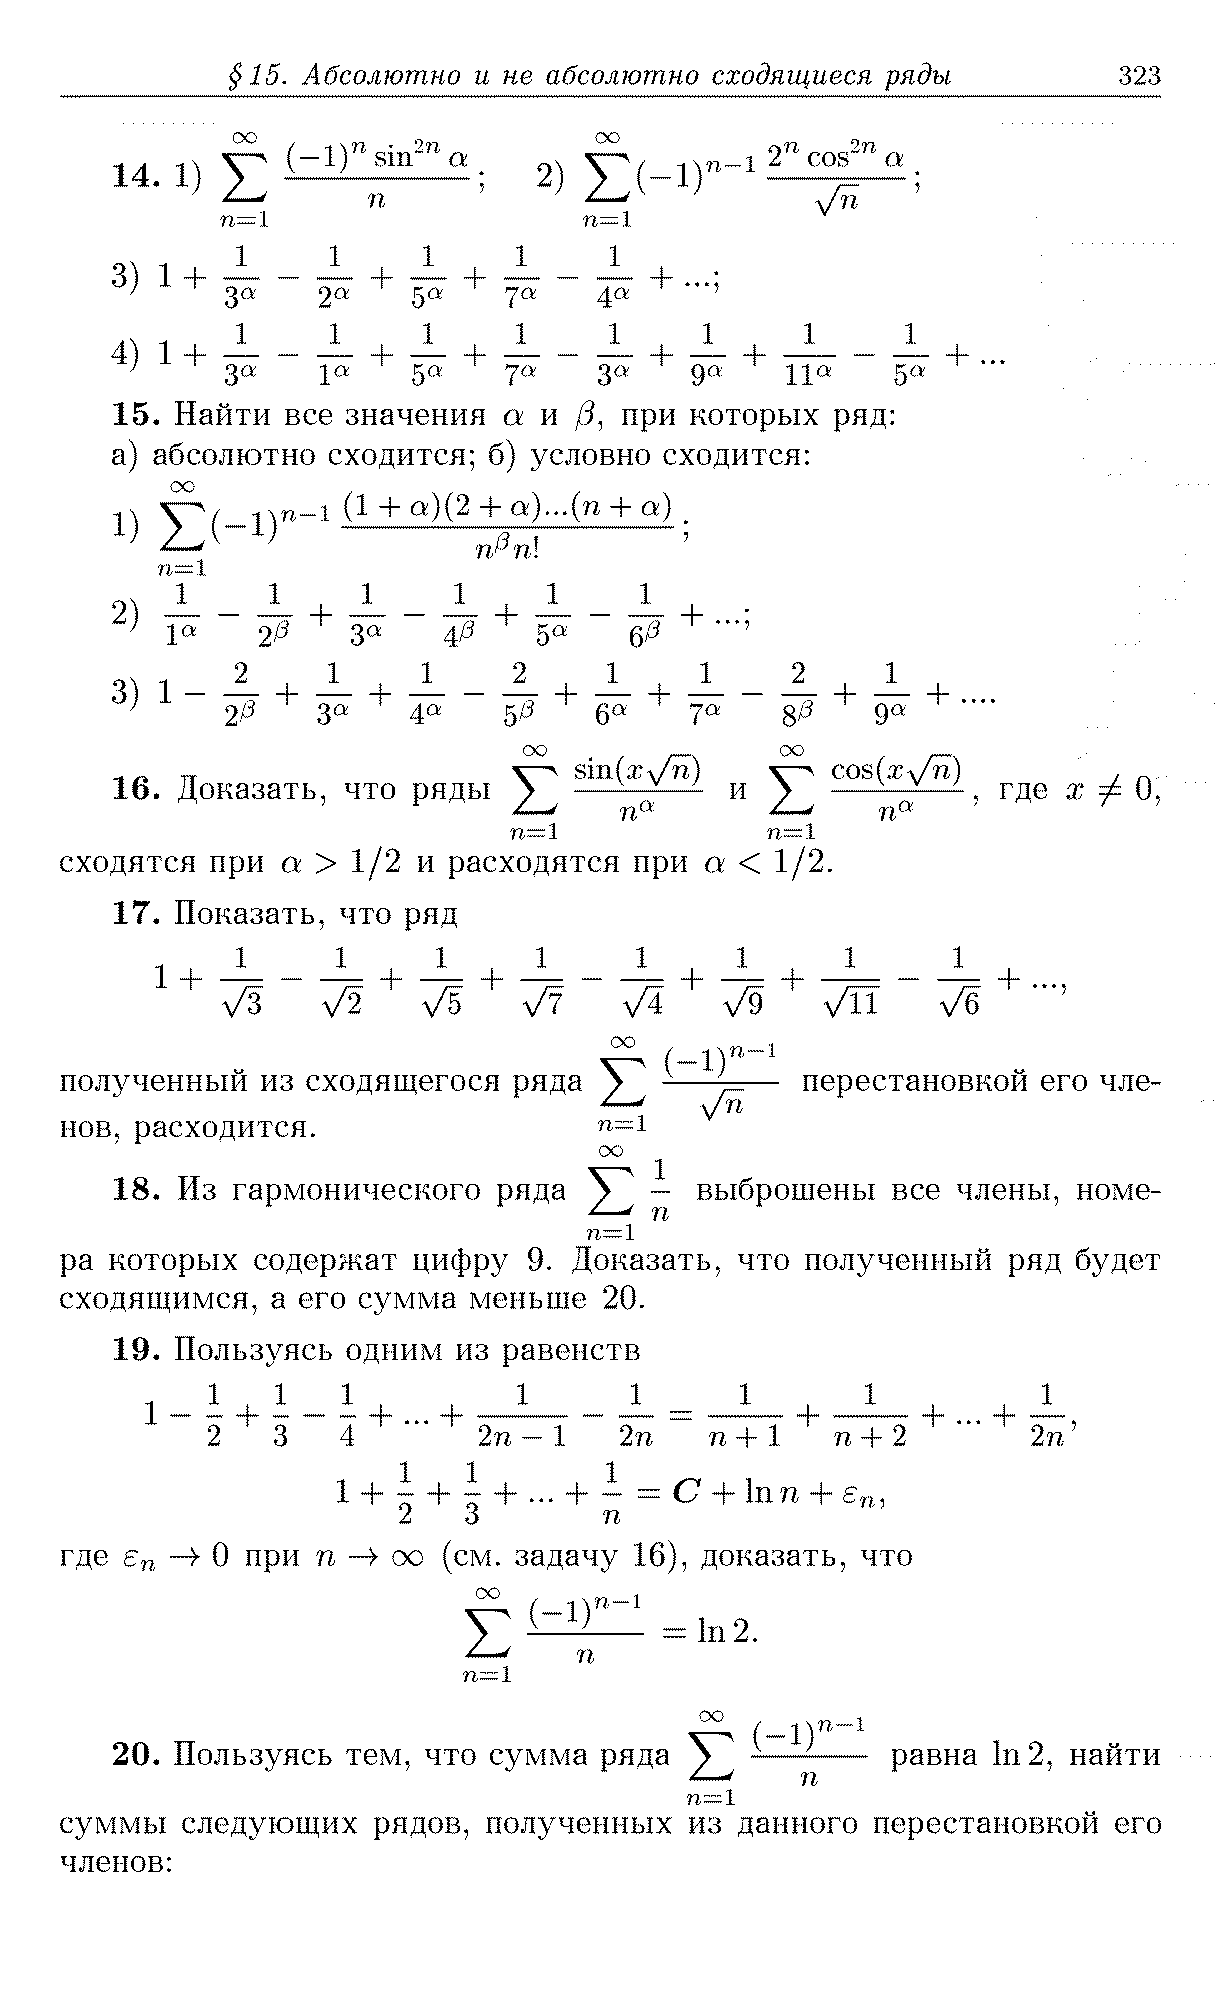 § 15. Абсолютно и не абсолютно сходящиеся ряды 323
14. 1) $\sum_{n=1}^{\infty} \frac{(-1)^n \sin^{2n} \alpha}{n}$; 2) $\sum_{n=1}^{\infty} (-1)^{n-1} \frac{2^n \cos^{2n} \alpha}{\sqrt{n}}$;
3) $1 + \frac{1}{3^\alpha} - \frac{1}{2^\alpha} + \frac{1}{5^\alpha} + \frac{1}{7^\alpha} - \frac{1}{4^\alpha} + ...$;
4) $1 + \frac{1}{3^\alpha} - \frac{1}{1^\alpha} + \frac{1}{5^\alpha} + \frac{1}{7^\alpha} - \frac{1}{3^\alpha} + \frac{1}{9^\alpha} + \frac{1}{11^\alpha} - \frac{1}{5^\alpha} + ...$
15. Найти все значения α и β, при которых ряд:
а) абсолютно сходится; б) условно сходится:
1) $\sum_{n=1}^{\infty} (-1)^{n-1} \frac{(1+\alpha)(2+\alpha)...(n+\alpha)}{n^\beta n!}$;
2) $\frac{1}{1^\alpha} - \frac{1}{2^\beta} + \frac{1}{3^\alpha} - \frac{1}{4^\beta} + \frac{1}{5^\alpha} - \frac{1}{6^\beta} + ...$;
3) $1 - \frac{2}{2^\beta} + \frac{1}{3^\alpha} + \frac{1}{4^\alpha} - \frac{2}{5^\beta} + \frac{1}{6^\alpha} + \frac{1}{7^\alpha} - \frac{2}{8^\beta} + \frac{1}{9^\alpha} + ....$
16. Доказать, что ряды $\sum_{n=1}^{\infty} \frac{\sin(x\sqrt{n})}{n^\alpha}$ и $\sum_{n=1}^{\infty} \frac{\cos(x\sqrt{n})}{n^\alpha}$, где $x \neq 0$,
сходятся при α > 1/2 и расходятся при α < 1/2.
17. Показать, что ряд
$1 + \frac{1}{\sqrt{3}} - \frac{1}{\sqrt{2}} + \frac{1}{\sqrt{5}} + \frac{1}{\sqrt{7}} - \frac{1}{\sqrt{4}} + \frac{1}{\sqrt{9}} + \frac{1}{\sqrt{11}} - \frac{1}{\sqrt{6}} + ...,$
полученный из сходящегося ряда $\sum_{n=1}^{\infty} \frac{(-1)^{n-1}}{\sqrt{n}}$ перестановкой его чле-
нов, расходится.
18. Из гармонического ряда $\sum_{n=1}^{\infty} \frac{1}{n}$ выброшены все члены, номе-
ра которых содержат цифру 9. Доказать, что полученный ряд будет
сходящимся, а его сумма меньше 20.
19. Пользуясь одним из равенств
$1 - \frac{1}{2} + \frac{1}{3} - \frac{1}{4} + ... + \frac{1}{2n-1} - \frac{1}{2n} = \frac{1}{n+1} + \frac{1}{n+2} + ... + \frac{1}{2n},$
$1 + \frac{1}{2} + \frac{1}{3} + ... + \frac{1}{n} = C + \ln n + \varepsilon_n,$
где $\varepsilon_n \to 0$ при $n \to \infty$ (см. задачу 16), доказать, что
$\sum_{n=1}^{\infty} \frac{(-1)^{n-1}}{n} = \ln 2.$
20. Пользуясь тем, что сумма ряда $\sum_{n=1}^{\infty} \frac{(-1)^{n-1}}{n}$ равна ln 2, найти
суммы следующих рядов, полученных из данного перестановкой его
членов: